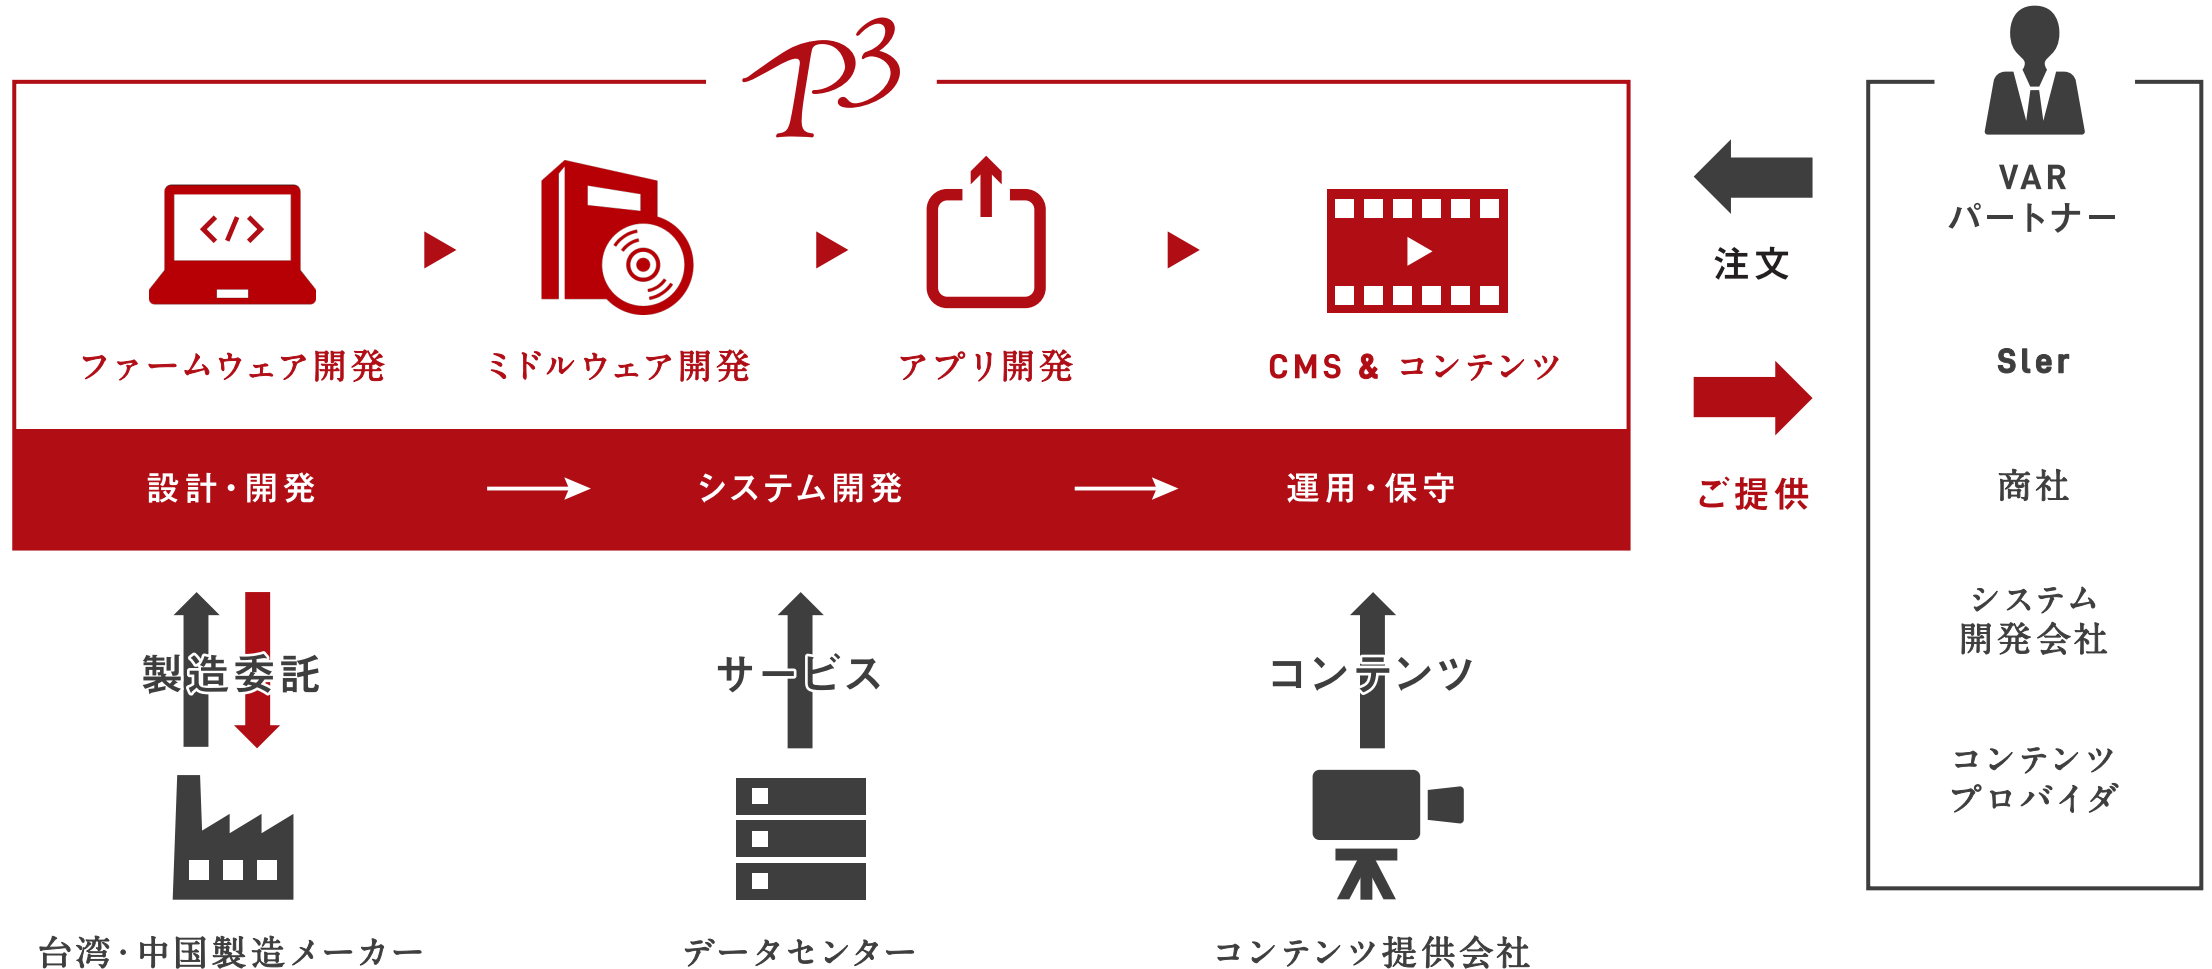 P3
</>
ファームウェア開発
ミドルウェア開発
アプリ開発
CMS & コンテンツ
設計・開発
システム開発
運用・保守
注文
ご提供
VAR
パートナー
Sler
商社
システム
開発会社
コンテンツ
プロバイダ
製造委託
サービス
コンテンツ
台湾・中国製造メーカー
データセンター
コンテンツ提供会社